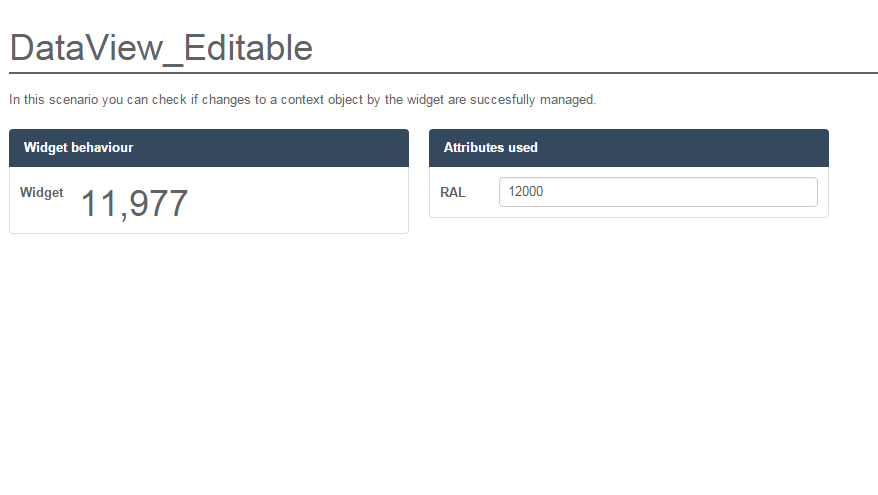 DataView_Editable
In this scenario you can check if changes to a context object by the widget are succesfully managed.
Widget behaviour
Widget 11,977
Attributes used
RAL 12000